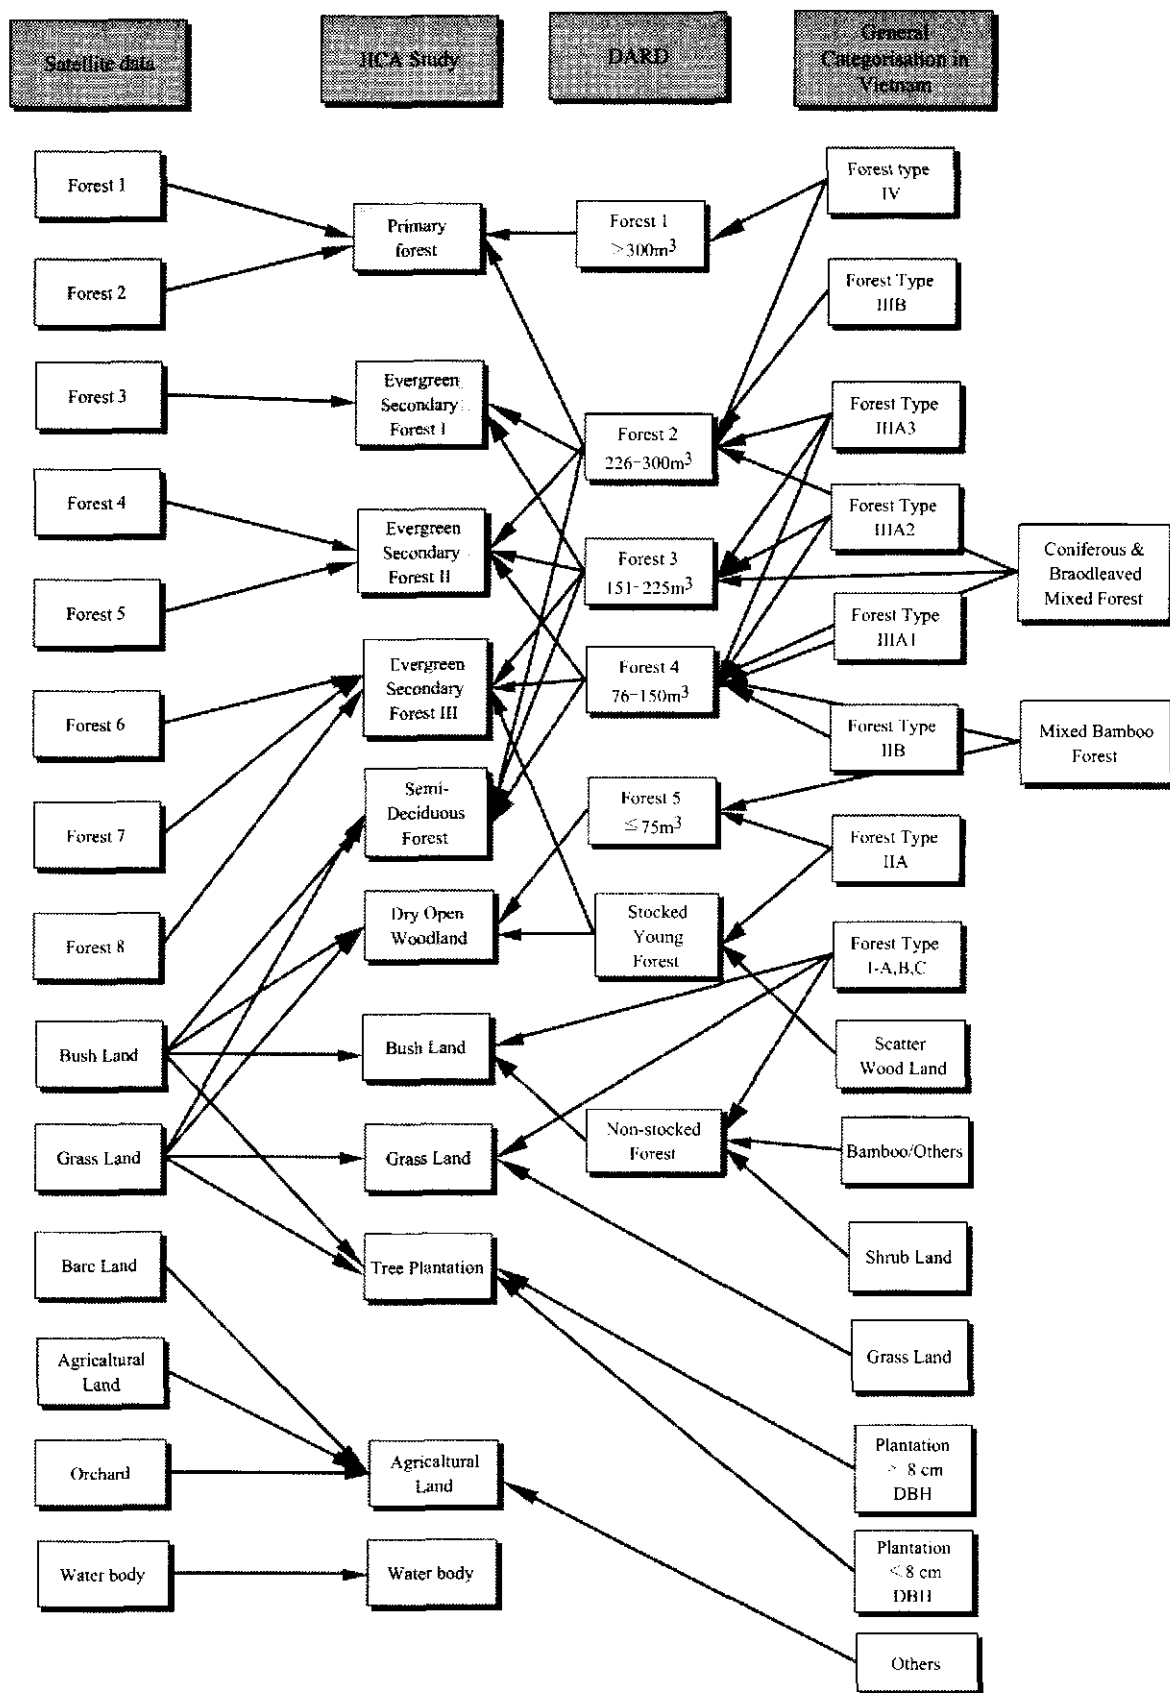 Satellite data
JICA Study
DARD
General
Categorisation in
Vietnam
Forest 1
Forest 2
Forest 3
Forest 4
Forest 5
Forest 6
Forest 7
Forest 8
Bush Land
Grass Land
Bare Land
Agricaltural
Land
Orchard
Water body
Primary
forest
Evergreen
Secondary
Forest I
Evergreen
Secondary
Forest II
Evergreen
Secondary
Forest III
Semi-
Deciduous
Forest
Dry Open
Woodland
Bush Land
Grass Land
Tree Plantation
Agricaltural
Land
Water body
Forest 1
>300m³
Forest 2
226-300m³
Forest 3
151-225m³
Forest 4
76-150m³
Forest 5
≦75m³
Stocked
Young
Forest
Non-stocked
Forest
Forest type
IV
Forest Type
IIIB
Forest Type
IIIA3
Forest Type
IIIA2
Forest Type
IIIA1
Forest Type
IIB
Forest Type
IIA
Forest Type
I-A,B,C
Scatter
Wood Land
Bamboo/Others
Shrub Land
Grass Land
Plantation
> 8 cm
DBH
Plantation
<8 cm
DBH
Others
Coniferous &
Braodleaved
Mixed Forest
Mixed Bamboo
Forest